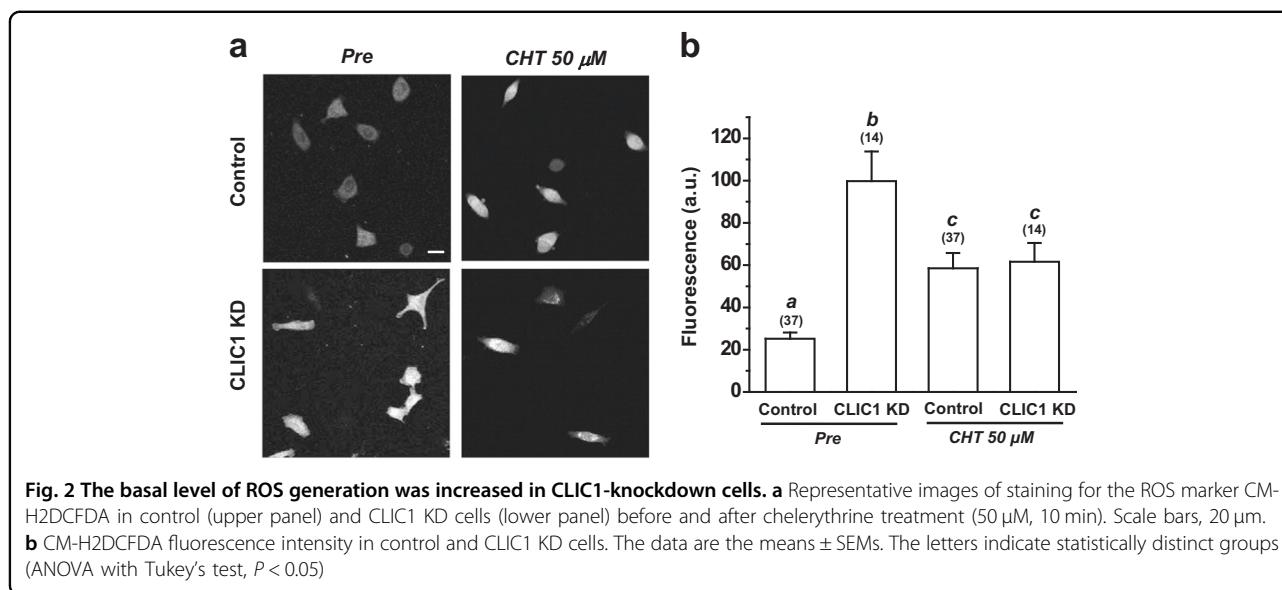 a
Pre
CHT 50 µM
Control
CLIC1 KD
b
Fluorescence (a.u.)
120
100
80
60
40
20
0
a
(37)
b
(14)
c
(37)
c
(14)
Control
CLIC1 KD
Control
CLIC1 KD
Pre
CHT 50 µM
Fig. 2 The basal level of ROS generation was increased in CLIC1-knockdown cells. a Representative images of staining for the ROS marker CM-
H2DCFDA in control (upper panel) and CLIC1 KD cells (lower panel) before and after chelerythrine treatment (50 µM, 10 min). Scale bars, 20 µm.
b CM-H2DCFDA fluorescence intensity in control and CLIC1 KD cells. The data are the means ± SEMs. The letters indicate statistically distinct groups
(ANOVA with Tukey's test, P < 0.05)